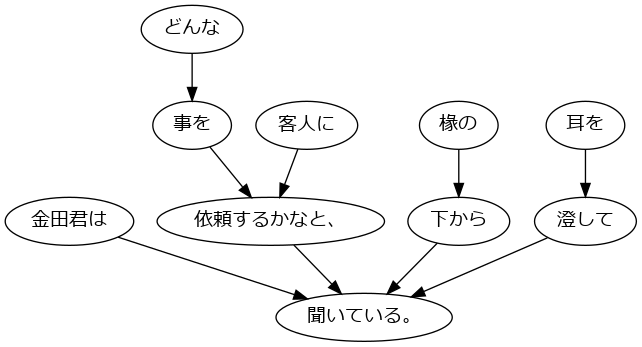 どんな
事を
客人に
椽の
耳を
金田君は
依頼するかなと、
下から
澄して
聞いている。